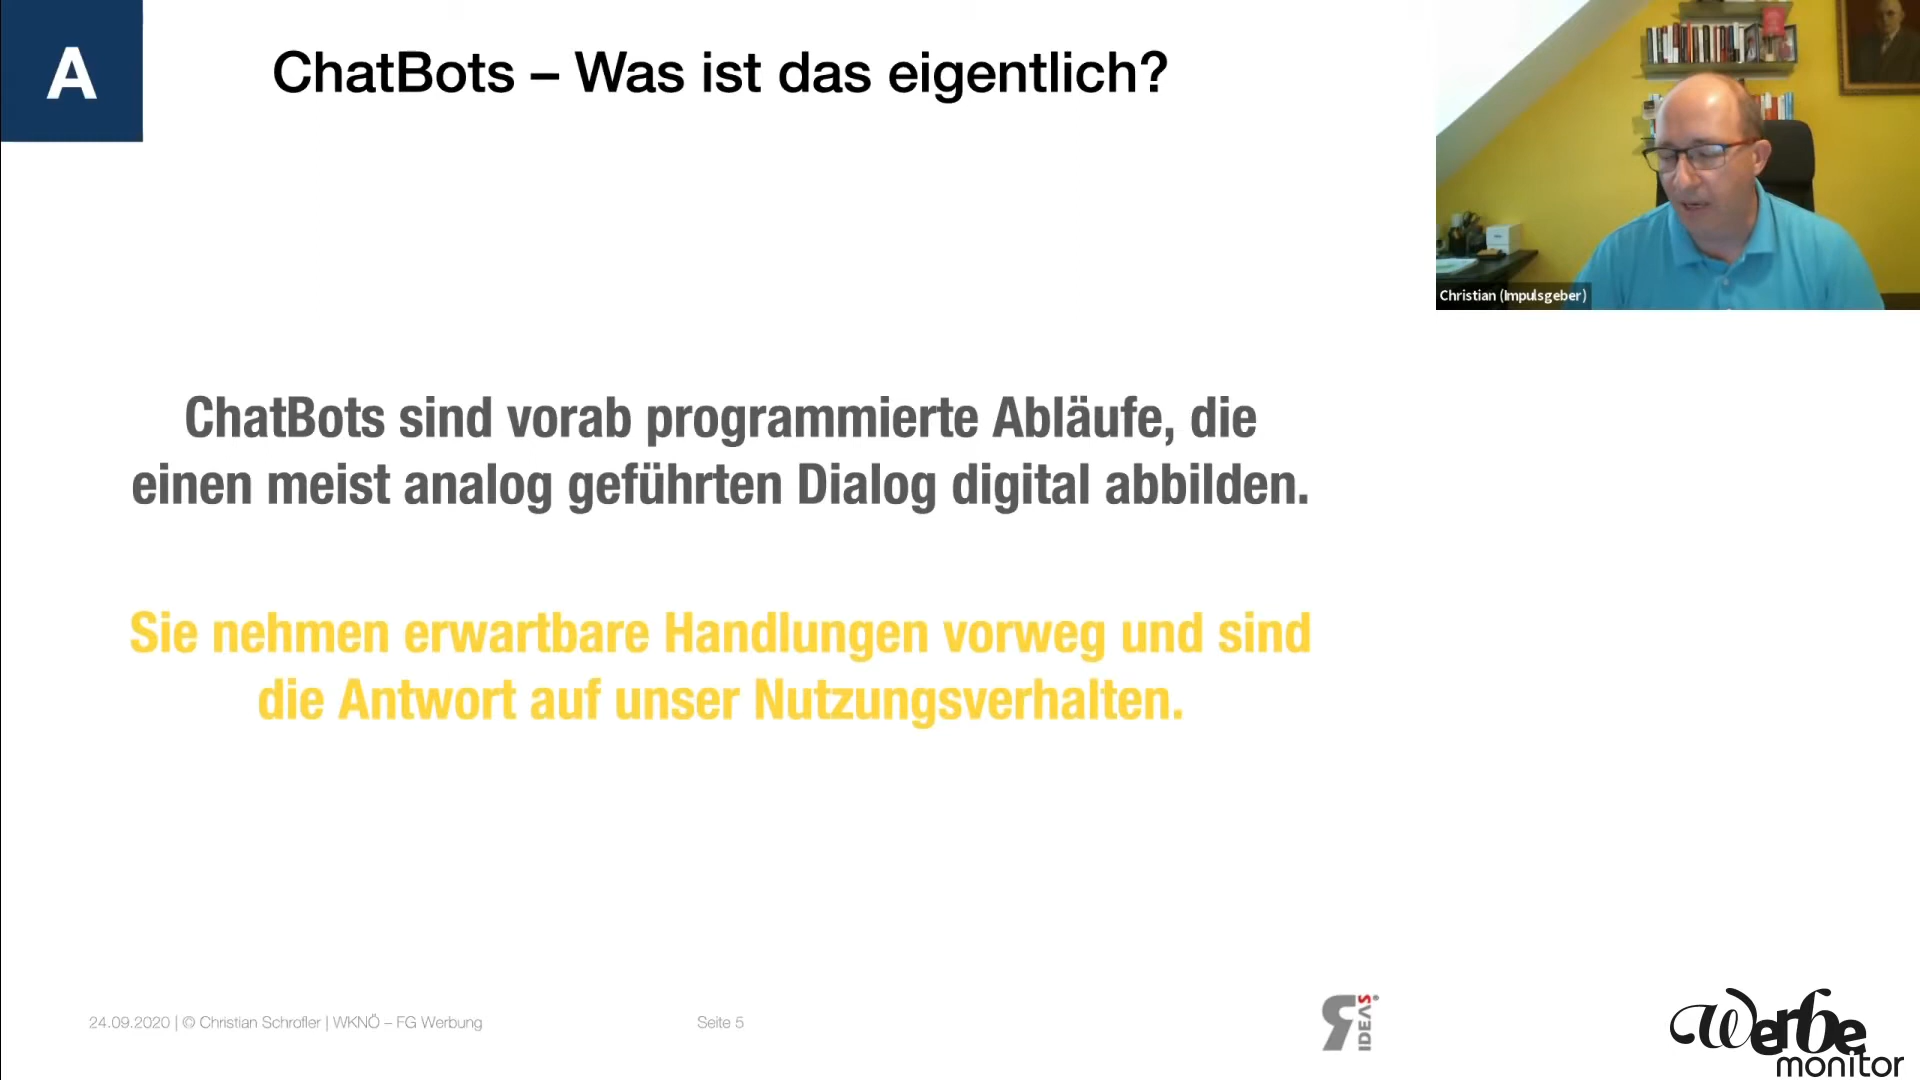 A
ChatBots – Was ist das eigentlich?
Christian (Impulsgeber)
ChatBots sind vorab programmierte Abläufe, die
einen meist analog geführten Dialog digital abbilden.
Sie nehmen erwartbare Handlungen vorweg und sind
die Antwort auf unser Nutzungsverhalten.
24.09.2020 | © Christian Schrofler | WKNÖ – FG Werbung
Seite 5
R IDEAS®
Werbe
monitor